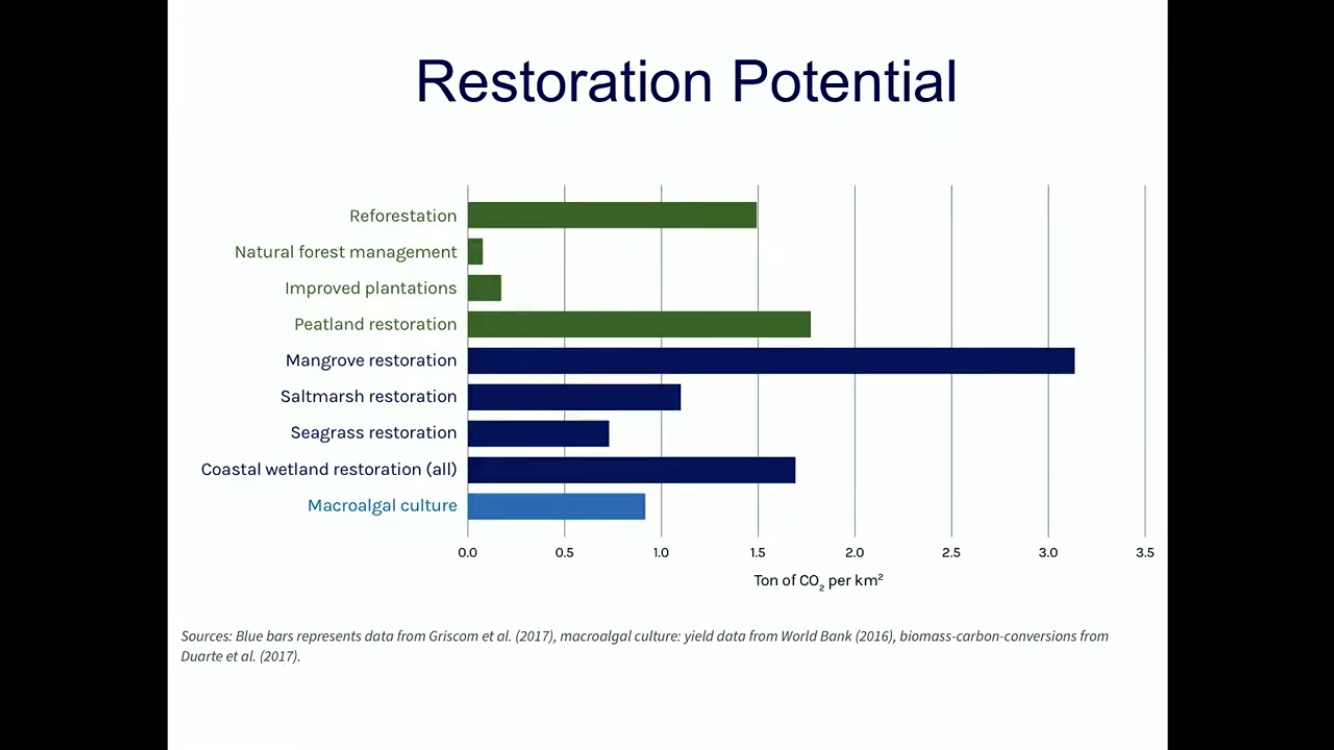 Restoration Potential
Reforestation
Natural forest management
Improved plantations
Peatland restoration
Mangrove restoration
Saltmarsh restoration
Seagrass restoration
Coastal wetland restoration (all)
Macroalgal culture
0.0 0.5 1.0 1.5 2.0 2.5 3.0 3.5
Ton of CO₂ per km²
Sources: Blue bars represents data from Griscom et al. (2017), macroalgal culture: yield data from World Bank (2016), biomass-carbon-conversions from
Duarte et al. (2017).